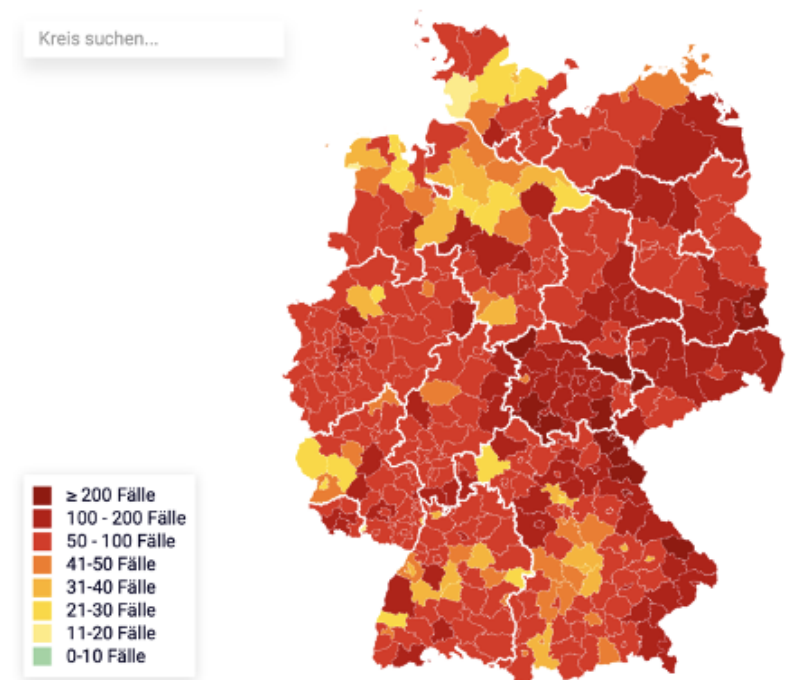 Kreis suchen...
≥ 200 Fälle
100 - 200 Fälle
50 - 100 Fälle
41-50 Fälle
31-40 Fälle
21-30 Fälle
11-20 Fälle
0-10 Fälle